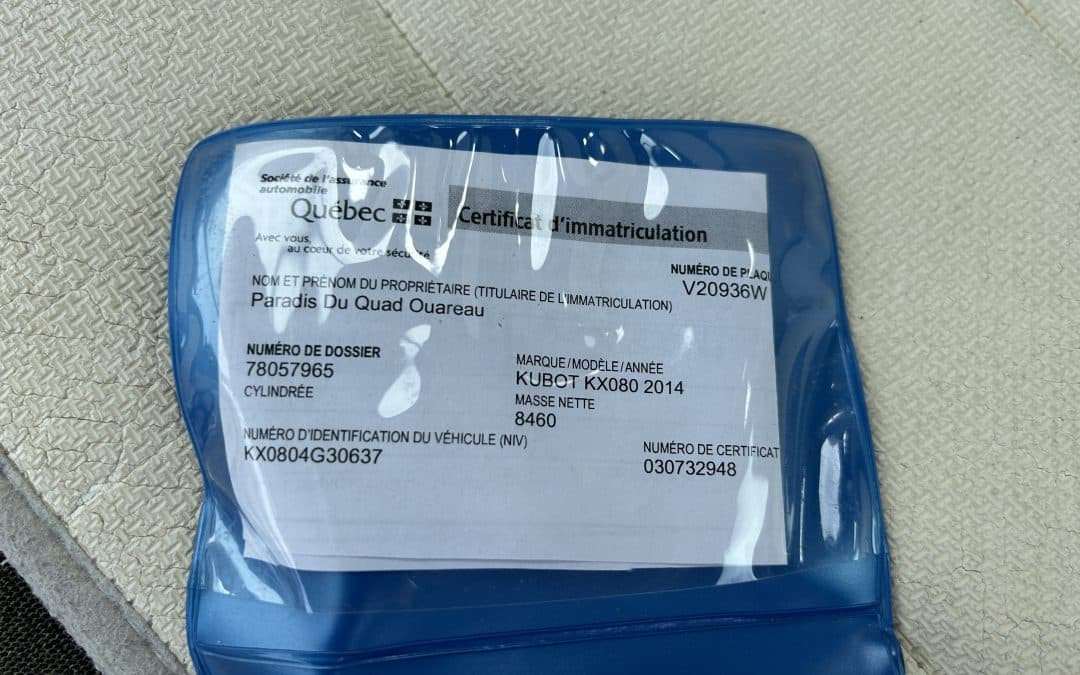 Société de l'assurance
automobile
Québec
Certificat d'immatriculation
Avec vous,
au coeur de votre sécurité
NUMÉRO DE PLAQU
V20936W
NOM ET PRÉNOM DU PROPRIÉTAIRE (TITULAIRE DE L'IMMATRICULATION)
Paradis Du Quad Ouareau
NUMÉRO DE DOSSIER
78057965
CYLINDRÉE
MARQUE/MODÈLE/ANNÉE
KUBOT KX080 2014
MASSE NETTE
8460
NUMÉRO D'IDENTIFICATION DU VÉHICULE (NIV)
KX0804G30637
NUMÉRO DE CERTIFICAT
030732948